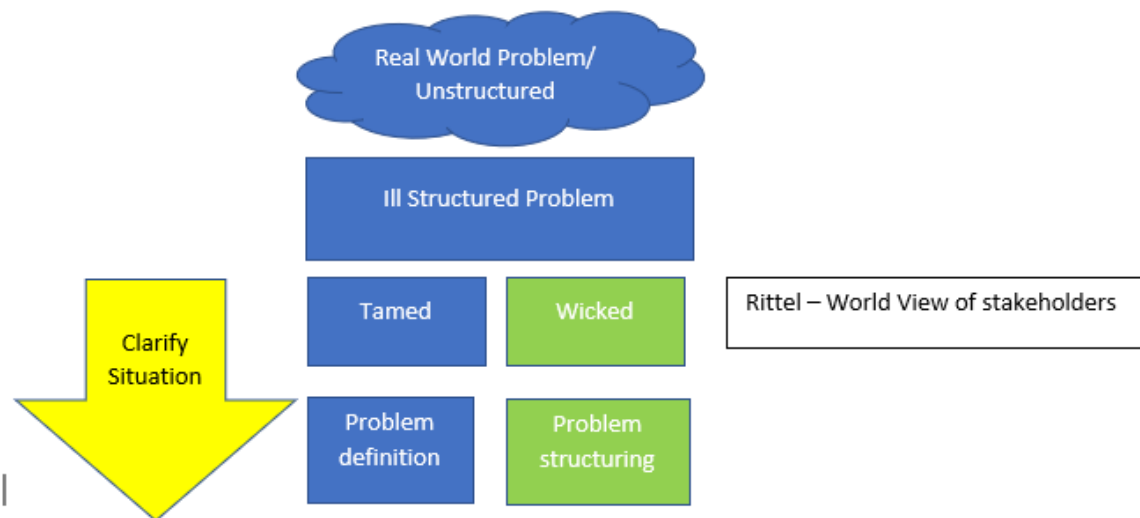 Real World Problem/
Unstructured
Ill Structured Problem
Tamed
Wicked
Rittel – World View of stakeholders
Clarify
Situation
Problem
definition
Problem
structuring